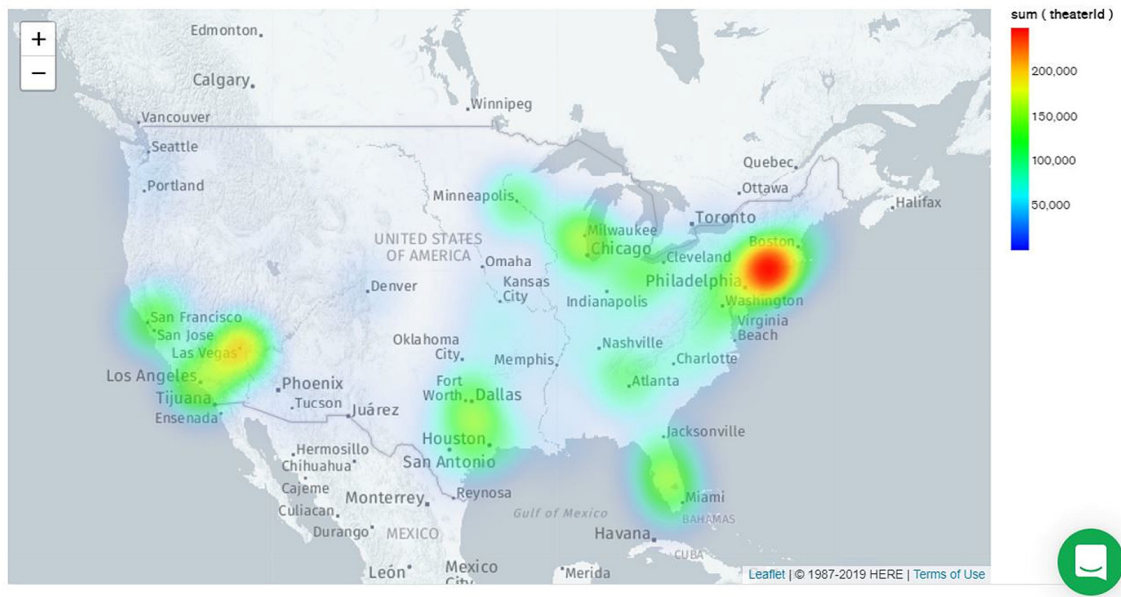 sum ( theaterId )
200,000
150,000
100,000
50,000
+
−
Edmonton
Calgary
Winnipeg
Vancouver
Seattle
Portland
Quebec
Ottawa
Halifax
Toronto
Minneapolis
Milwaukee
Chicago
Boston
Cleveland
UNITED STATES
OF AMERICA
Omaha
Philadelphia
Denver
Kansas
City
Indianapolis
Washington
San Francisco
San Jose
Virginia
Beach
Oklahoma
City
Nashville
Las Vegas
Memphis
Charlotte
Los Angeles
Phoenix
Fort
Worth
Dallas
Atlanta
Tijuana
Tucson
Juárez
Ensenada
Jacksonville
Houston
Hermosillo
San Antonio
Chihuahua
Cajeme
Monterrey
Reynosa
Miami
Culiacan
Gulf of Mexico
BAHAMAS
Durango
MEXICO
Havana
CUBA
León
Mexico
City
Merida
Leaflet | © 1987-2019 HERE | Terms of Use